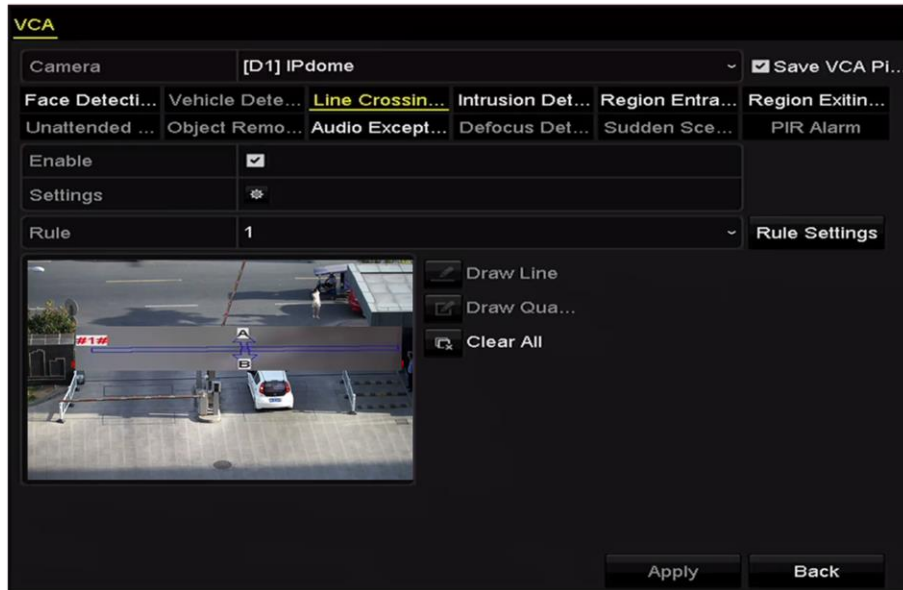 VCA
Camera [D1] IPdome Save VCA Pi...
Face Detecti... Vehicle Dete... Line Crossin... Intrusion Det... Region Entra... Region Exitin...
Unattended ... Object Remo... Audio Except... Defocus Det... Sudden Sce... PIR Alarm
Enable
Settings
Rule 1 Rule Settings
Draw Line
Draw Qua...
Clear All
#1#
A
B
Apply Back